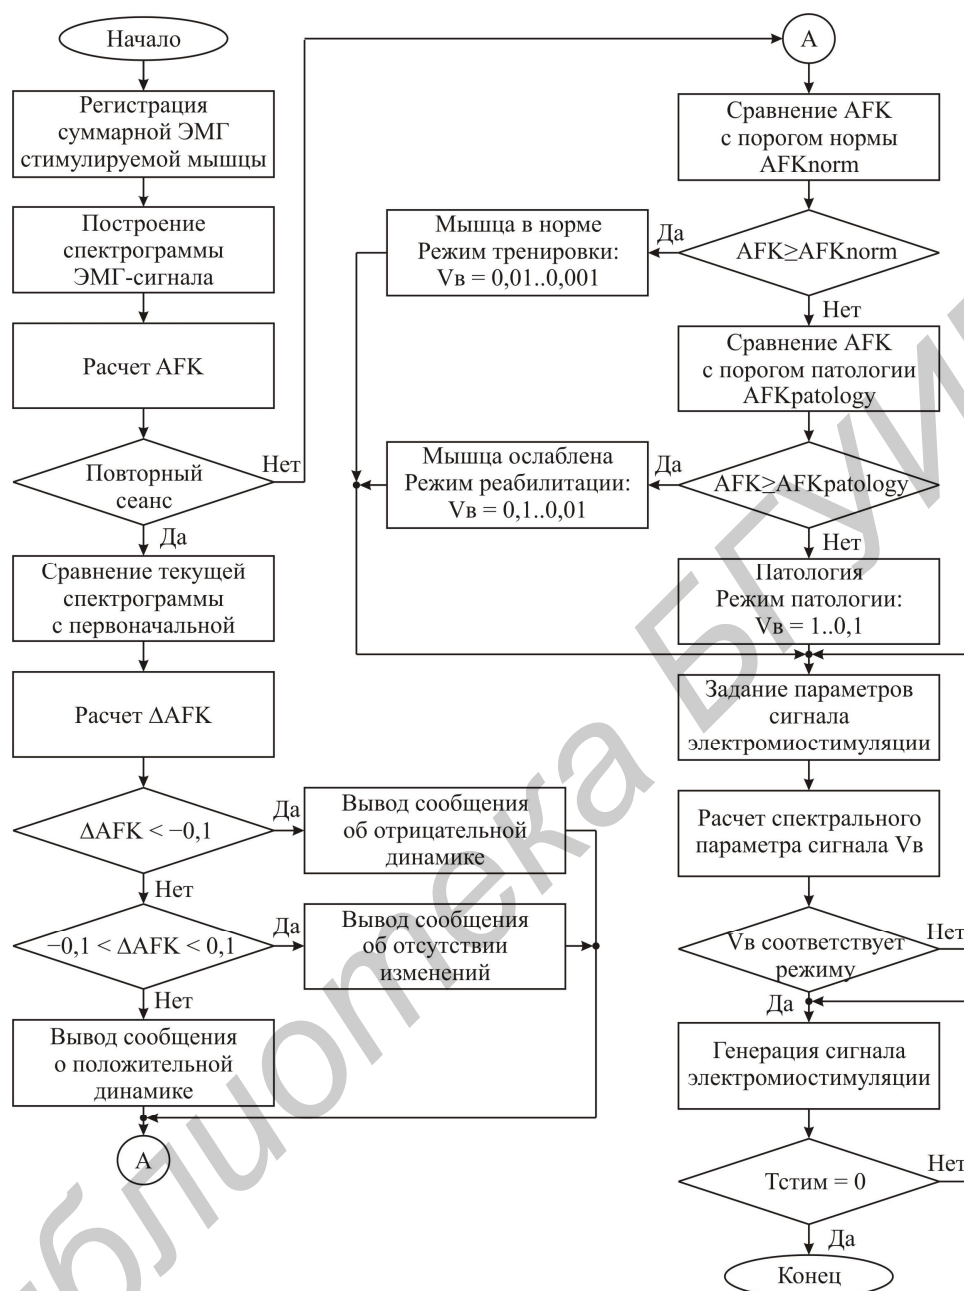 Начало
Регистрация
суммарной ЭМГ
стимулируемой мышцы
Построение
спектрограммы
ЭМГ-сигнала
Расчет AFK
Повторный
сеанс
Нет
Да
Сравнение текущей
спектрограммы
с первоначальной
Расчет ΔAFK
ΔAFK < −0,1
Да
Вывод сообщения
об отрицательной
динамике
Нет
−0,1 < ΔAFK < 0,1
Да
Вывод сообщения
об отсутствии
изменений
Нет
Вывод сообщения
о положительной
динамике
А
А
Сравнение AFK
с порогом нормы
AFKnorm
AFK≥AFKnorm
Да
Мышца в норме
Режим тренировки:
Vв = 0,01..0,001
Нет
Сравнение AFK
с порогом патологии
AFKpatology
AFK≥AFKpatology
Да
Мышца ослаблена
Режим реабилитации:
Vв = 0,1..0,01
Нет
Патология
Режим патологии:
Vв = 1..0,1
Задание параметров
сигнала
электромиостимуляции
Расчет спектрального
параметра сигнала Vв
Vв соответствует
режиму
Нет
Да
Генерация сигнала
электромиостимуляции
Tстим = 0
Нет
Да
Конец
блиотека БГУИ